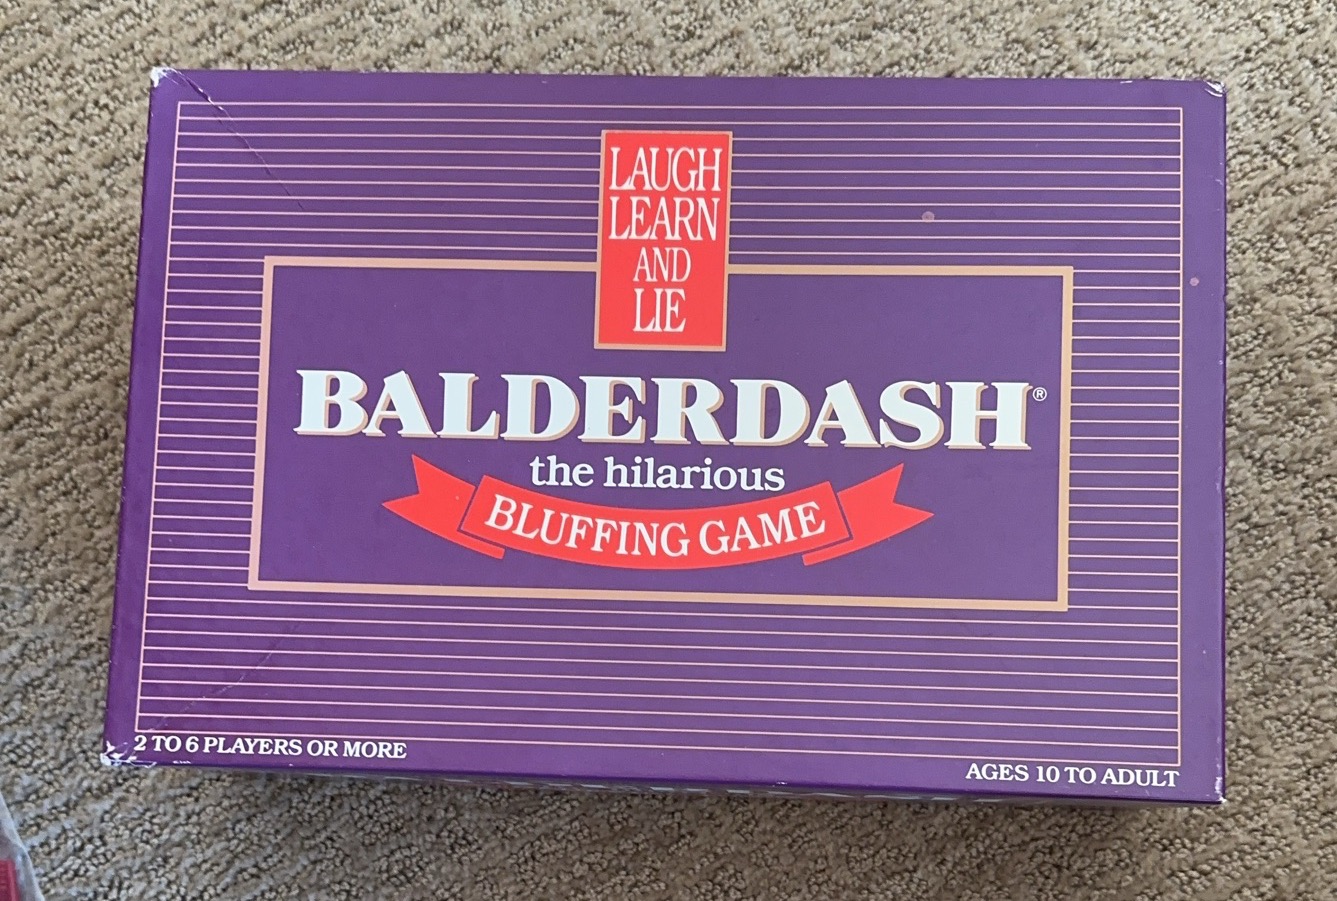 LAUGH
LEARN
AND
LIE
BALDERDASH®
the hilarious
BLUFFING GAME
2 TO 6 PLAYERS OR MORE
AGES 10 TO ADULT